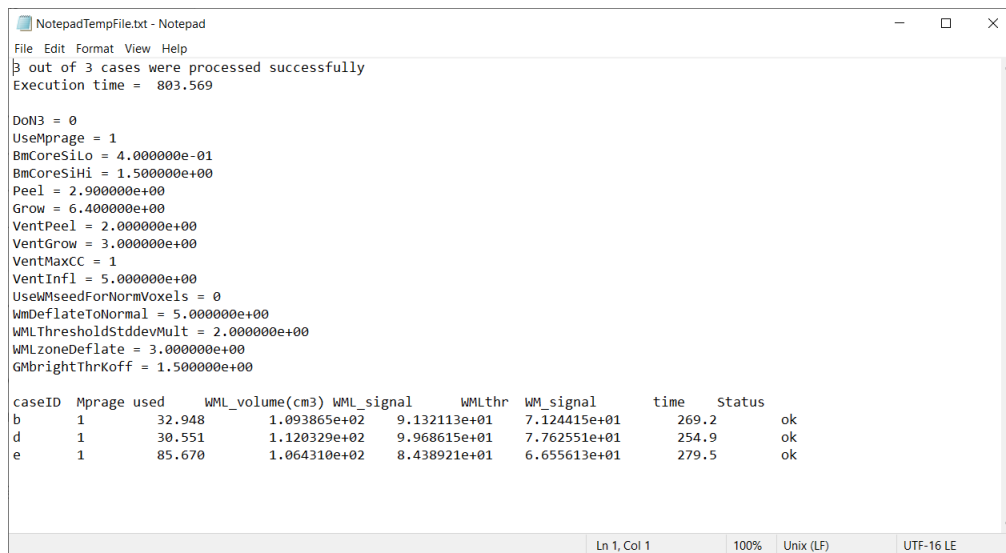 NotepadTempFile.txt - Notepad
File Edit Format View Help
3 out of 3 cases were processed successfully
Execution time =  803.569
DoN3 = 0
UseMprage = 1
BmCoreSiLo = 4.000000e-01
BmCoreSiHi = 1.500000e+00
Peel = 2.900000e+00
Grow = 6.400000e+00
VentPeel = 2.000000e+00
VentGrow = 3.000000e+00
VentMaxCC = 1
VentInfl = 5.000000e+00
UseWMseedForNormVoxels = 0
WmDeflateToNormal = 5.000000e+00
WMLThresholdStddevMult = 2.000000e+00
WMLzoneDeflate = 3.000000e+00
GMbrightThrKoff = 1.500000e+00
caseID Mprage used WML_volume(cm3) WML_signal WMLthr WM_signal time Status
b 1 32.948 1.093865e+02 9.132113e+01 7.124415e+01 269.2 ok
d 1 30.551 1.120329e+02 9.968615e+01 7.762551e+01 254.9 ok
e 1 85.670 1.064310e+02 8.438921e+01 6.655613e+01 279.5 ok
Ln 1, Col 1 100% Unix (LF) UTF-16 LE